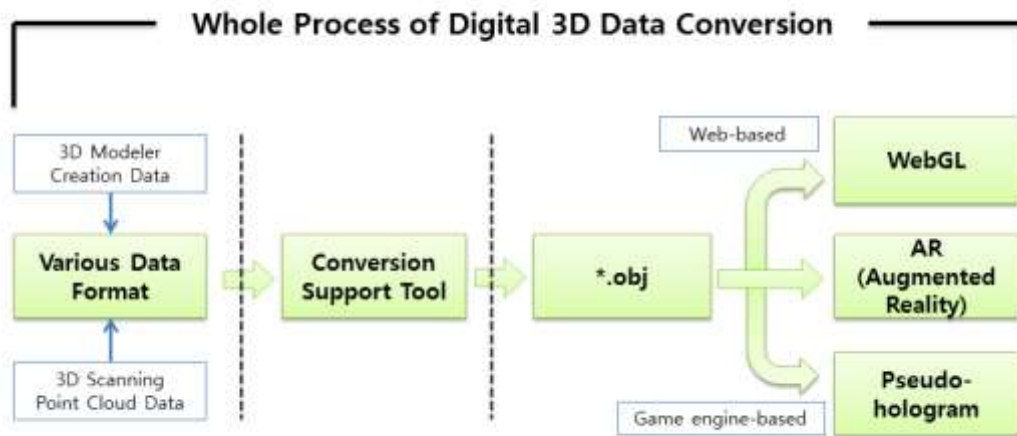 Whole Process of Digital 3D Data Conversion
3D Modeler
Creation Data
Various Data
Format
3D Scanning
Point Cloud Data
Conversion
Support Tool
*.obj
Web-based
Game engine-based
WebGL
AR
(Augmented
Reality)
Pseudo-
hologram